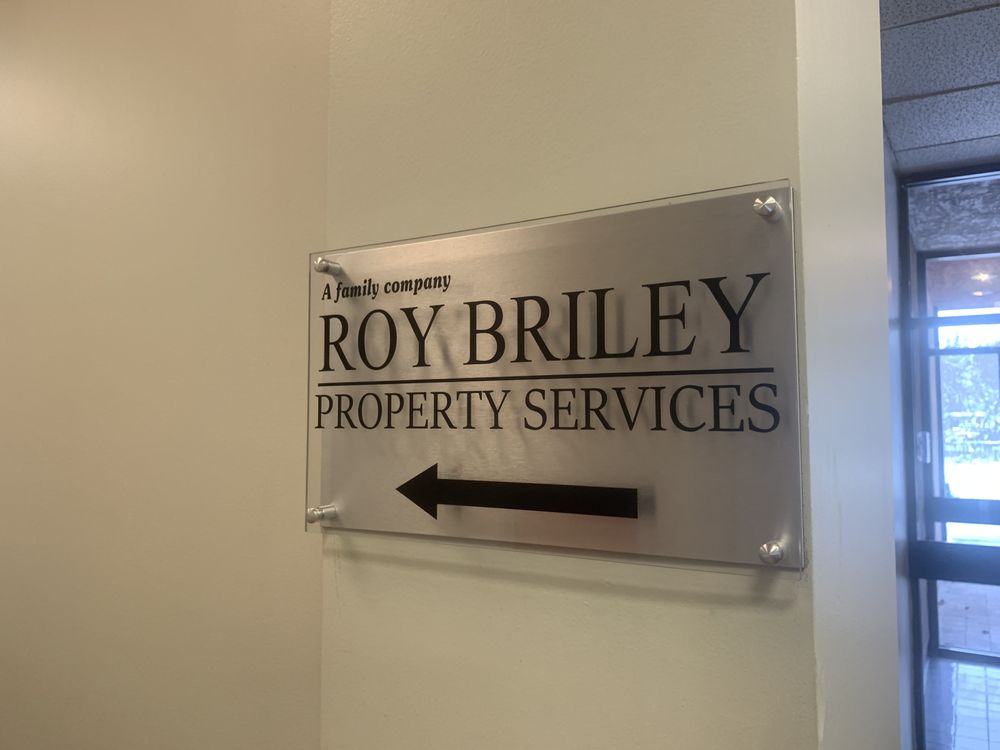 A family company
ROY BRILEY
PROPERTY SERVICES